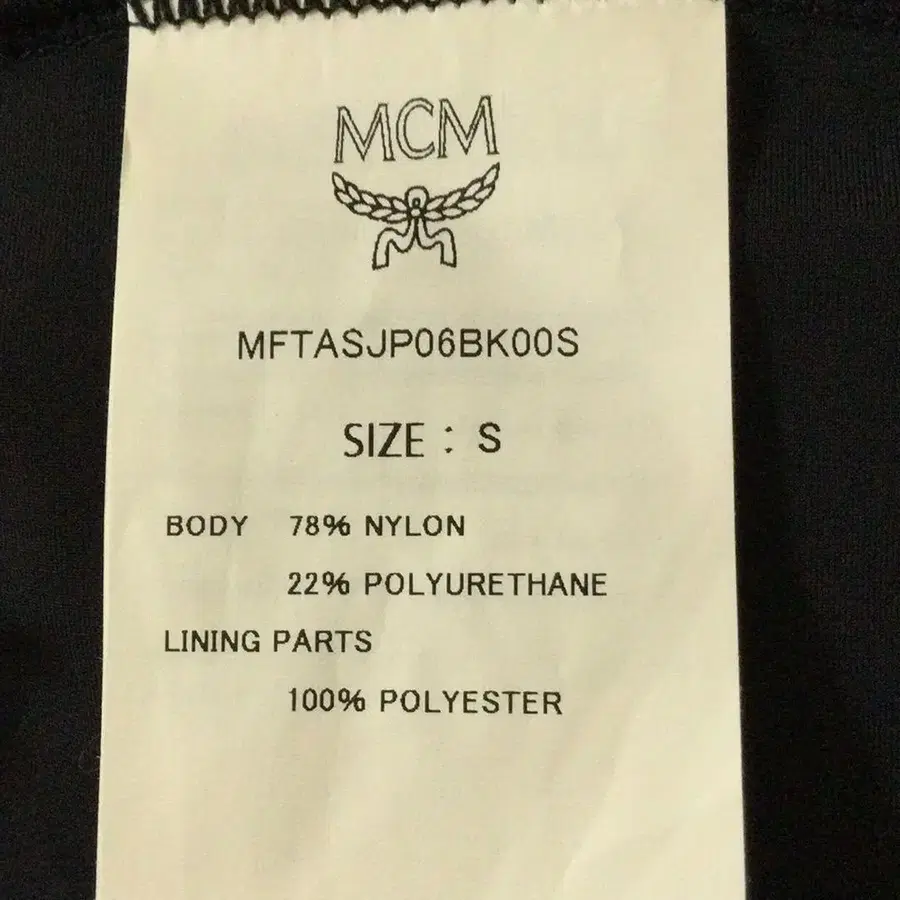 MCM
MFTASJP06BK00S
SIZE : S
BODY 78% NYLON
22% POLYURETHANE
LINING PARTS
100% POLYESTER